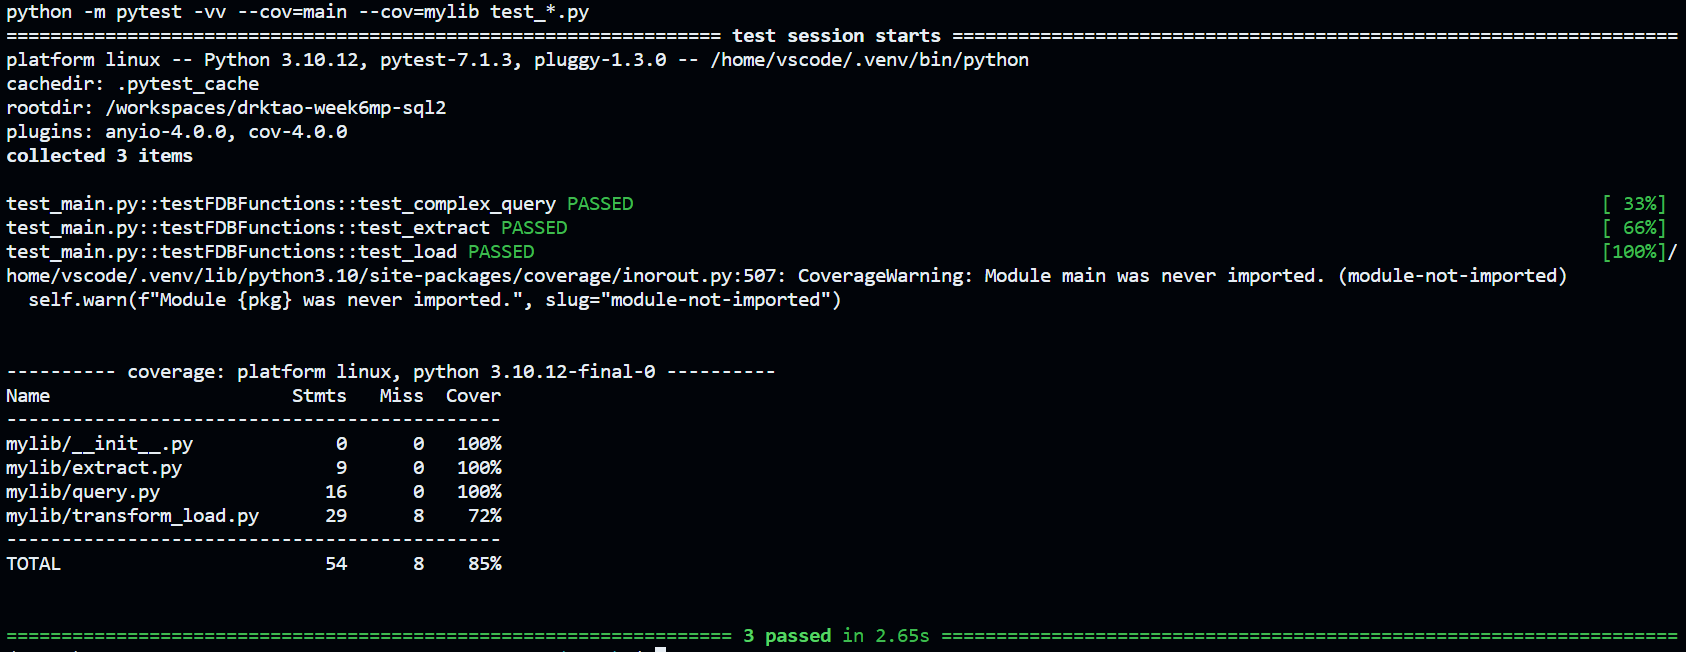 python -m pytest -vv --cov=main --cov=mylib test_*.py
================================================================= test session starts ==================================================================
platform linux -- Python 3.10.12, pytest-7.1.3, pluggy-1.3.0 -- /home/vscode/.venv/bin/python
cachedir: .pytest_cache
rootdir: /workspaces/drktao-week6mp-sql2
plugins: anyio-4.0.0, cov-4.0.0
collected 3 items
test_main.py::testFDBFunctions::test_complex_query PASSED [ 33%]
test_main.py::testFDBFunctions::test_extract PASSED [ 66%]
test_main.py::testFDBFunctions::test_load PASSED [100%]/
home/vscode/.venv/lib/python3.10/site-packages/coverage/inorout.py:507: CoverageWarning: Module main was never imported. (module-not-imported)
self.warn(f"Module {pkg} was never imported.", slug="module-not-imported")
---------- coverage: platform linux, python 3.10.12-final-0 ----------
Name Stmts Miss Cover
---------------------------------------------
mylib/__init__.py 0 0 100%
mylib/extract.py 9 0 100%
mylib/query.py 16 0 100%
mylib/transform_load.py 29 8 72%
---------------------------------------------
TOTAL 54 8 85%
================================================================== 3 passed in 2.65s ===================================================================